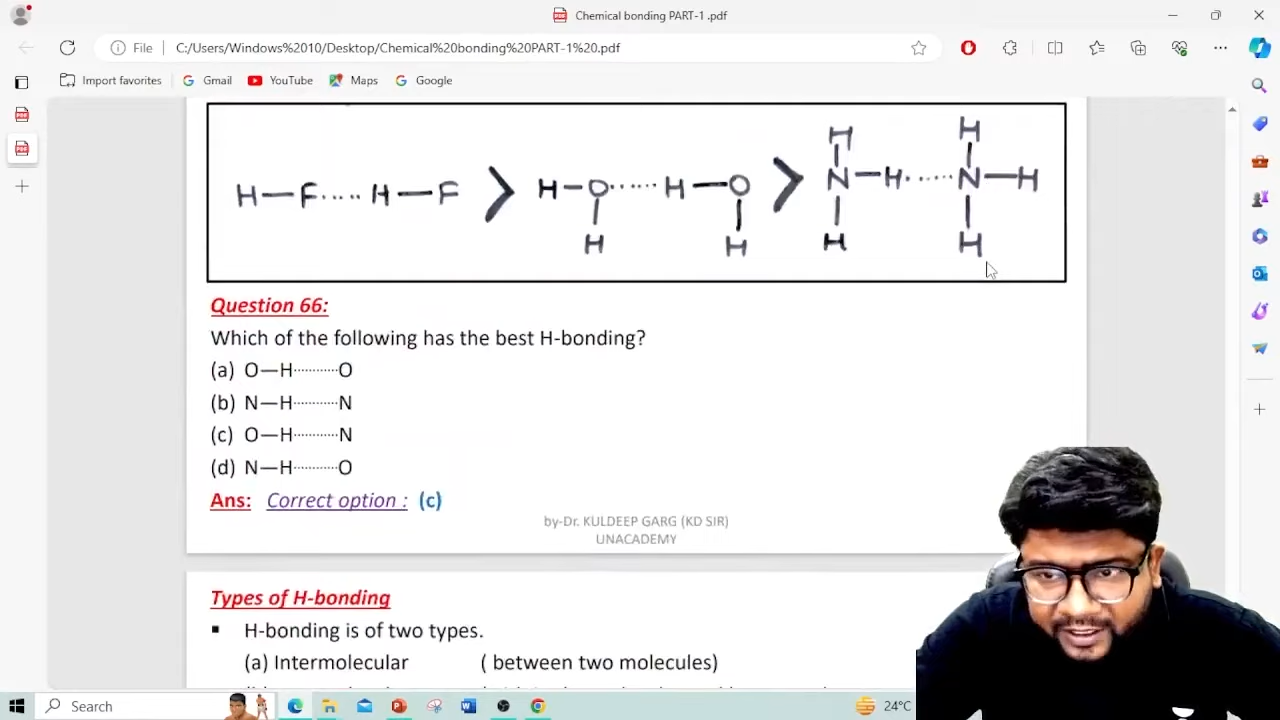 Chemical bonding PART-1 .pdf
File C:/Users/Windows%2010/Desktop/Chemical%20bonding%20PART-1%20.pdf
Import favorites Gmail YouTube Maps Google
H H
H—F.....H—F > H—O......H—O > N—H......N—H
H H H H
Question 66:
Which of the following has the best H-bonding?
(a) O—H···········O
(b) N—H···········N
(c) O—H···········N
(d) N—H···········O
Ans: Correct option : (c)
by-Dr. KULDEEP GARG (KD SIR)
UNACADEMY
Types of H-bonding
▪ H-bonding is of two types.
(a) Intermolecular ( between two molecules)
Search 24°C